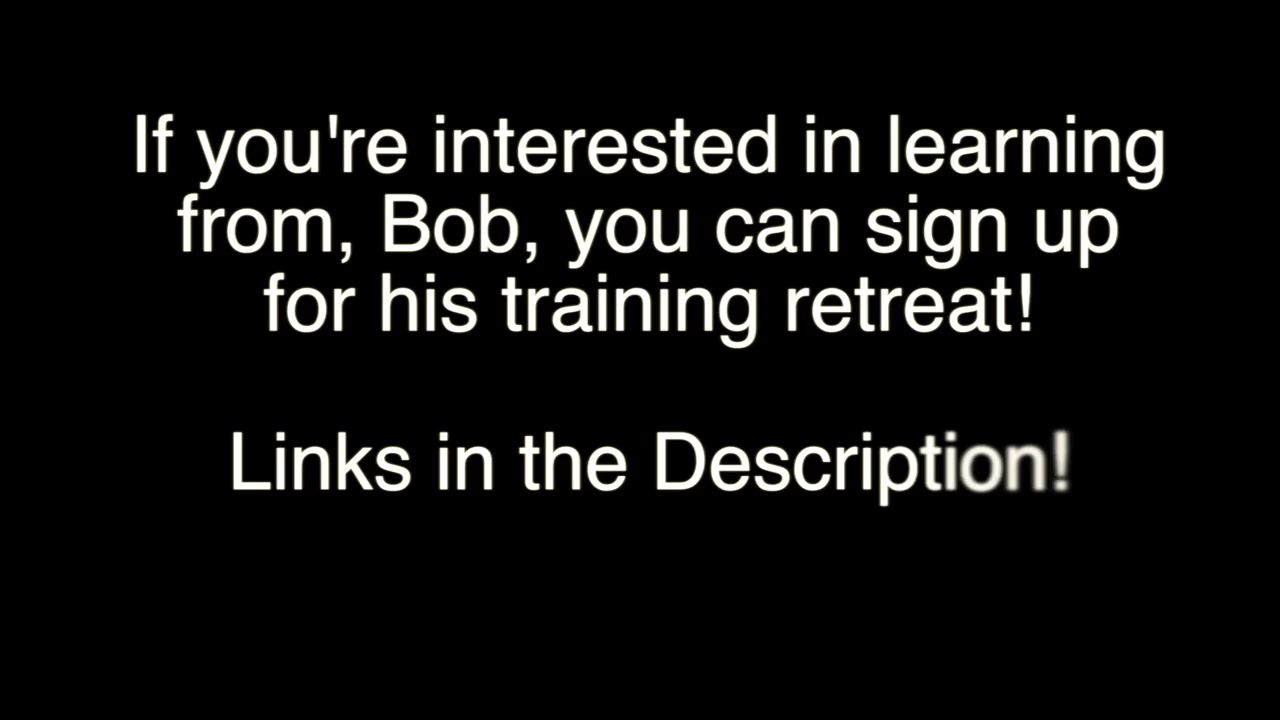 If you're interested in learning
from, Bob, you can sign up
for his training retreat!
Links in the Description!